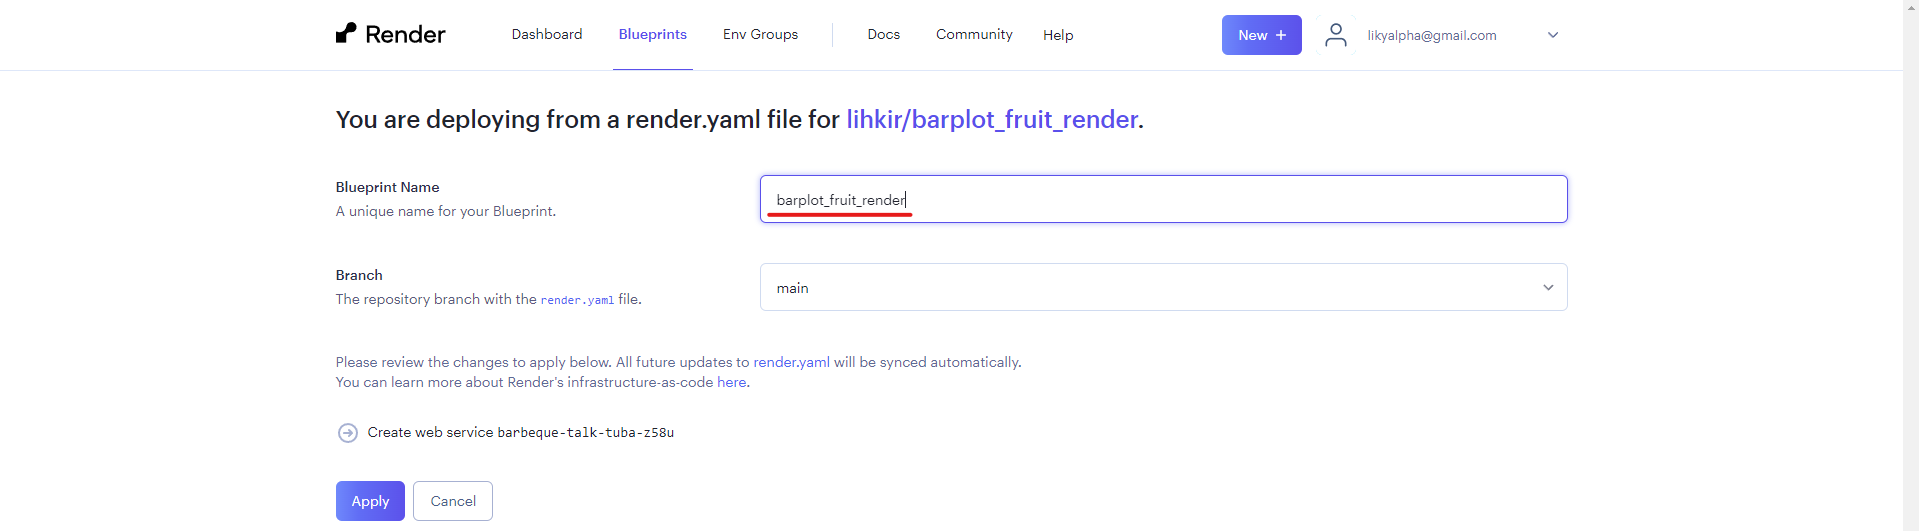 Render Dashboard Blueprints Env Groups Docs Community Help New + likyalpha@gmail.com
You are deploying from a render.yaml file for lihkir/barplot_fruit_render.
Blueprint Name
A unique name for your Blueprint.
barplot_fruit_render
Branch
The repository branch with the render.yaml file.
main
Please review the changes to apply below. All future updates to render.yaml will be synced automatically.
You can learn more about Render's infrastructure-as-code here.
Create web service barbeque-talk-tuba-z58u
Apply Cancel